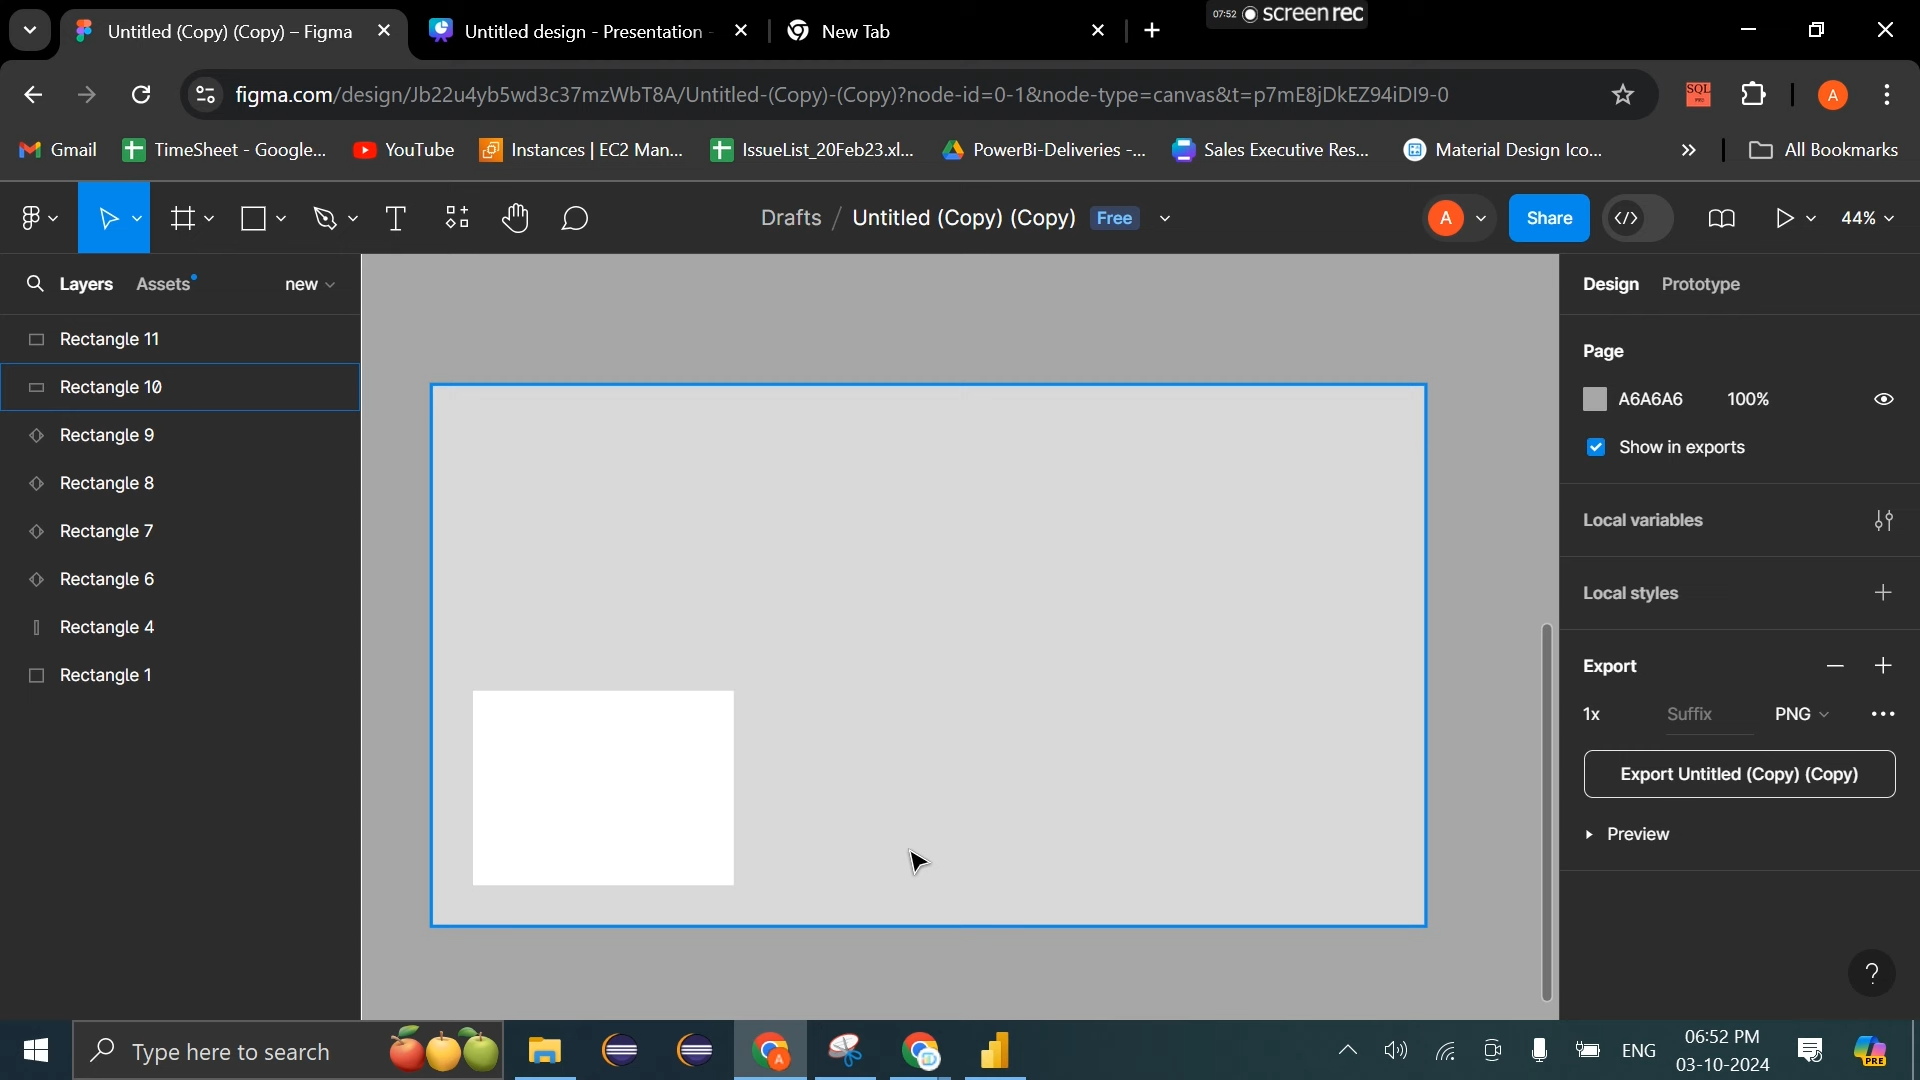 Untitled (Copy) (Copy) – Figma
Untitled design - Presentation -
New Tab
07:52 screenrec
figma.com/design/Jb22u4yb5wd3c37mzWbT8A/Untitled-(Copy)-(Copy)?node-id=0-1&node-type=canvas&t=p7mE8jDkEZ94iDI9-0
SQL
A
Gmail
TimeSheet - Google...
YouTube
Instances | EC2 Man...
IssueList_20Feb23.xl...
PowerBi-Deliveries -...
Sales Executive Res...
Material Design Ico...
»
All Bookmarks
T
Drafts / Untitled (Copy) (Copy) Free
A
Share
</>
44%
Layers
Assets
new
Design
Prototype
Rectangle 11
Rectangle 10
Rectangle 9
Rectangle 8
Rectangle 7
Rectangle 6
Rectangle 4
Rectangle 1
Page
A6A6A6 100%
Show in exports
Local variables
Local styles
Export
1x Suffix PNG
Export Untitled (Copy) (Copy)
Preview
?
Type here to search
A
ENG
06:52 PM
03-10-2024
PRE